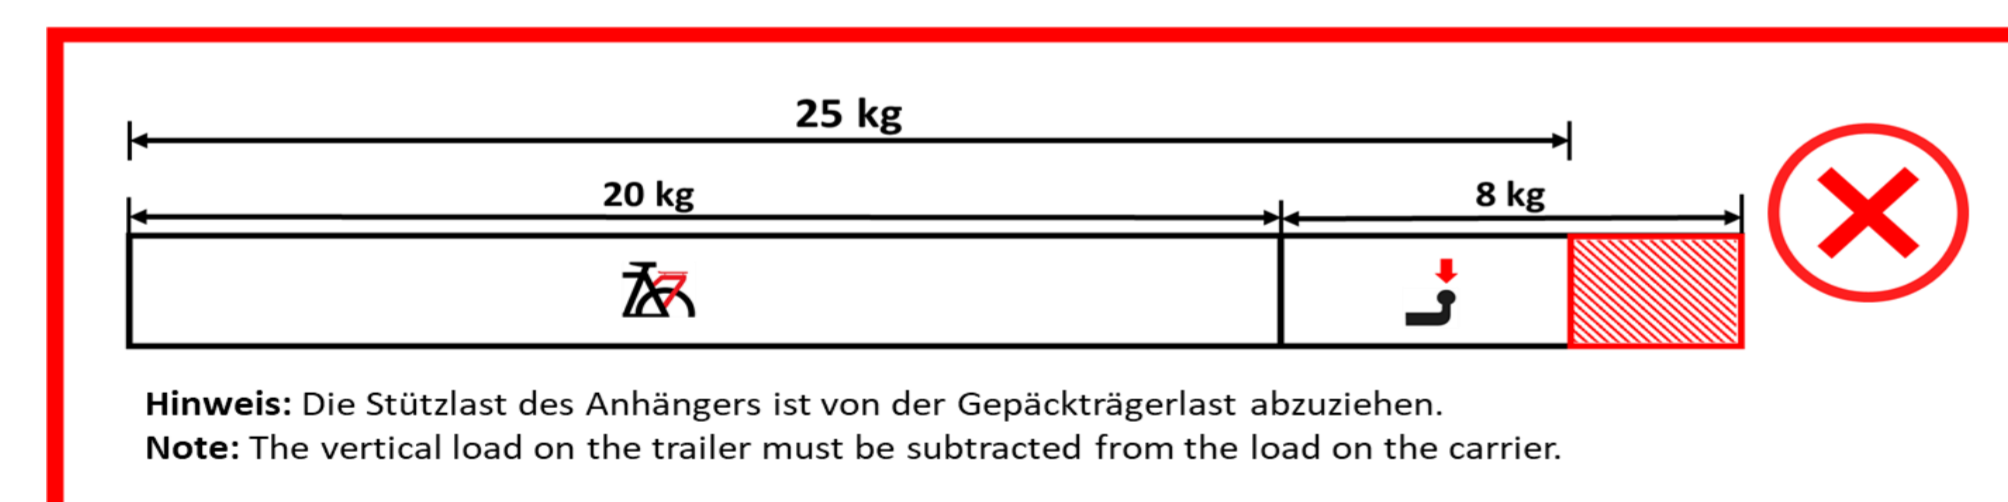 25 kg
20 kg
8 kg
Hinweis: Die Stützlast des Anhängers ist von der Gepäckträgerlast abzuziehen.
Note: The vertical load on the trailer must be subtracted from the load on the carrier.